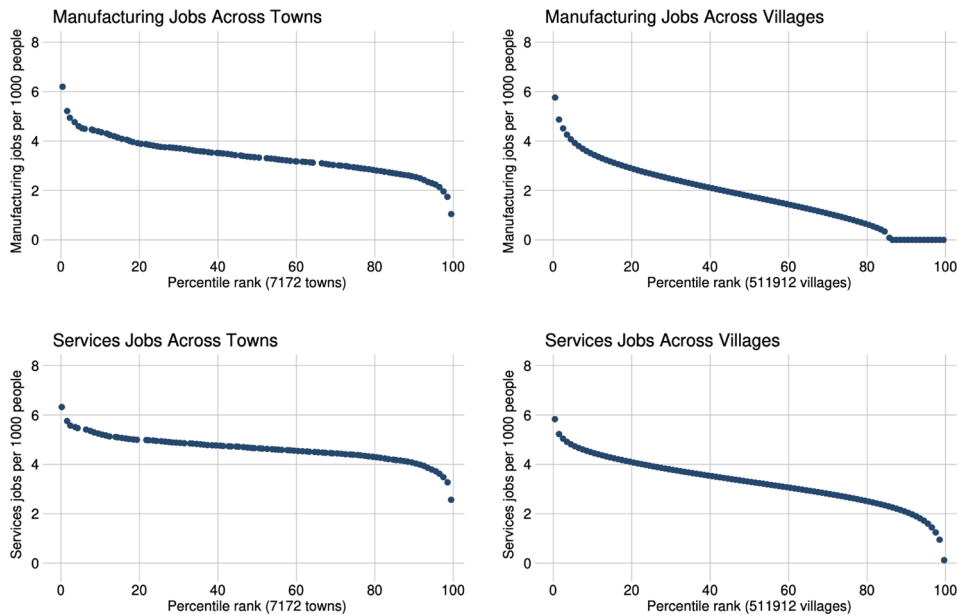 Manufacturing Jobs Across Towns
Manufacturing jobs per 1000 people
8
6
4
2
0
0 20 40 60 80 100
Percentile rank (7172 towns)
Manufacturing Jobs Across Villages
Manufacturing jobs per 1000 people
8
6
4
2
0
0 20 40 60 80 100
Percentile rank (511912 villages)
Services Jobs Across Towns
Services jobs per 1000 people
8
6
4
2
0
0 20 40 60 80 100
Percentile rank (7172 towns)
Services Jobs Across Villages
Services jobs per 1000 people
8
6
4
2
0
0 20 40 60 80 100
Percentile rank (511912 villages)